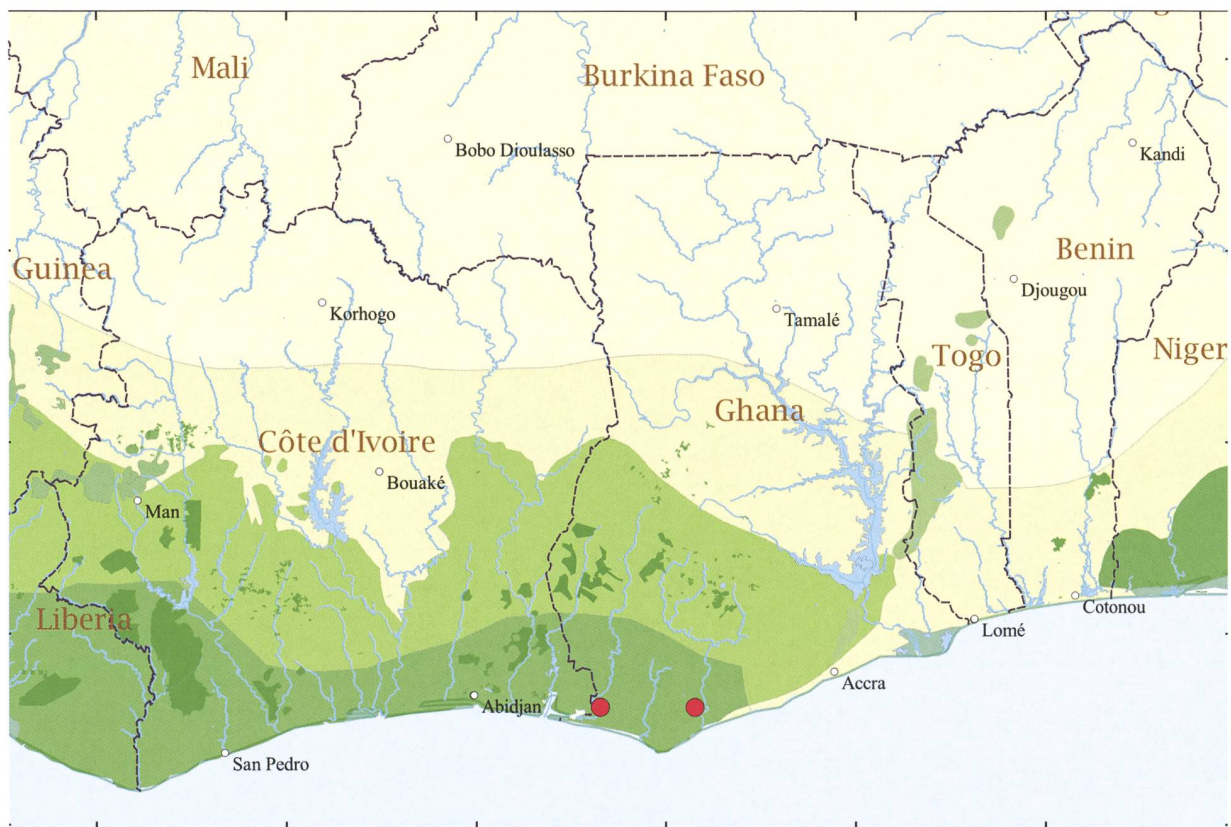 Mali
Burkina Faso
Bobo Dioulasso
Kandi
Guinea
Benin
Djougou
Korhogo
Tamalé
Togo
Niger
Ghana
Côte d'Ivoire
Bouaké
Man
Liberia
Cotonou
Lomé
Accra
Abidjan
San Pedro